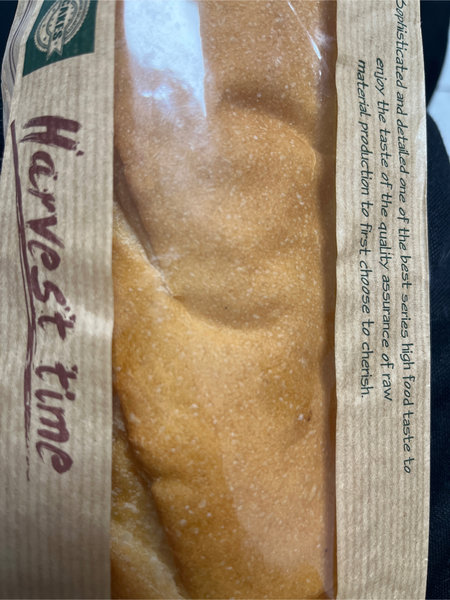 Harvest time
Sophisticated and detailed one of the best series high food taste to
enjoy the taste of the quality assurance of raw
material production to first choose to cherish.